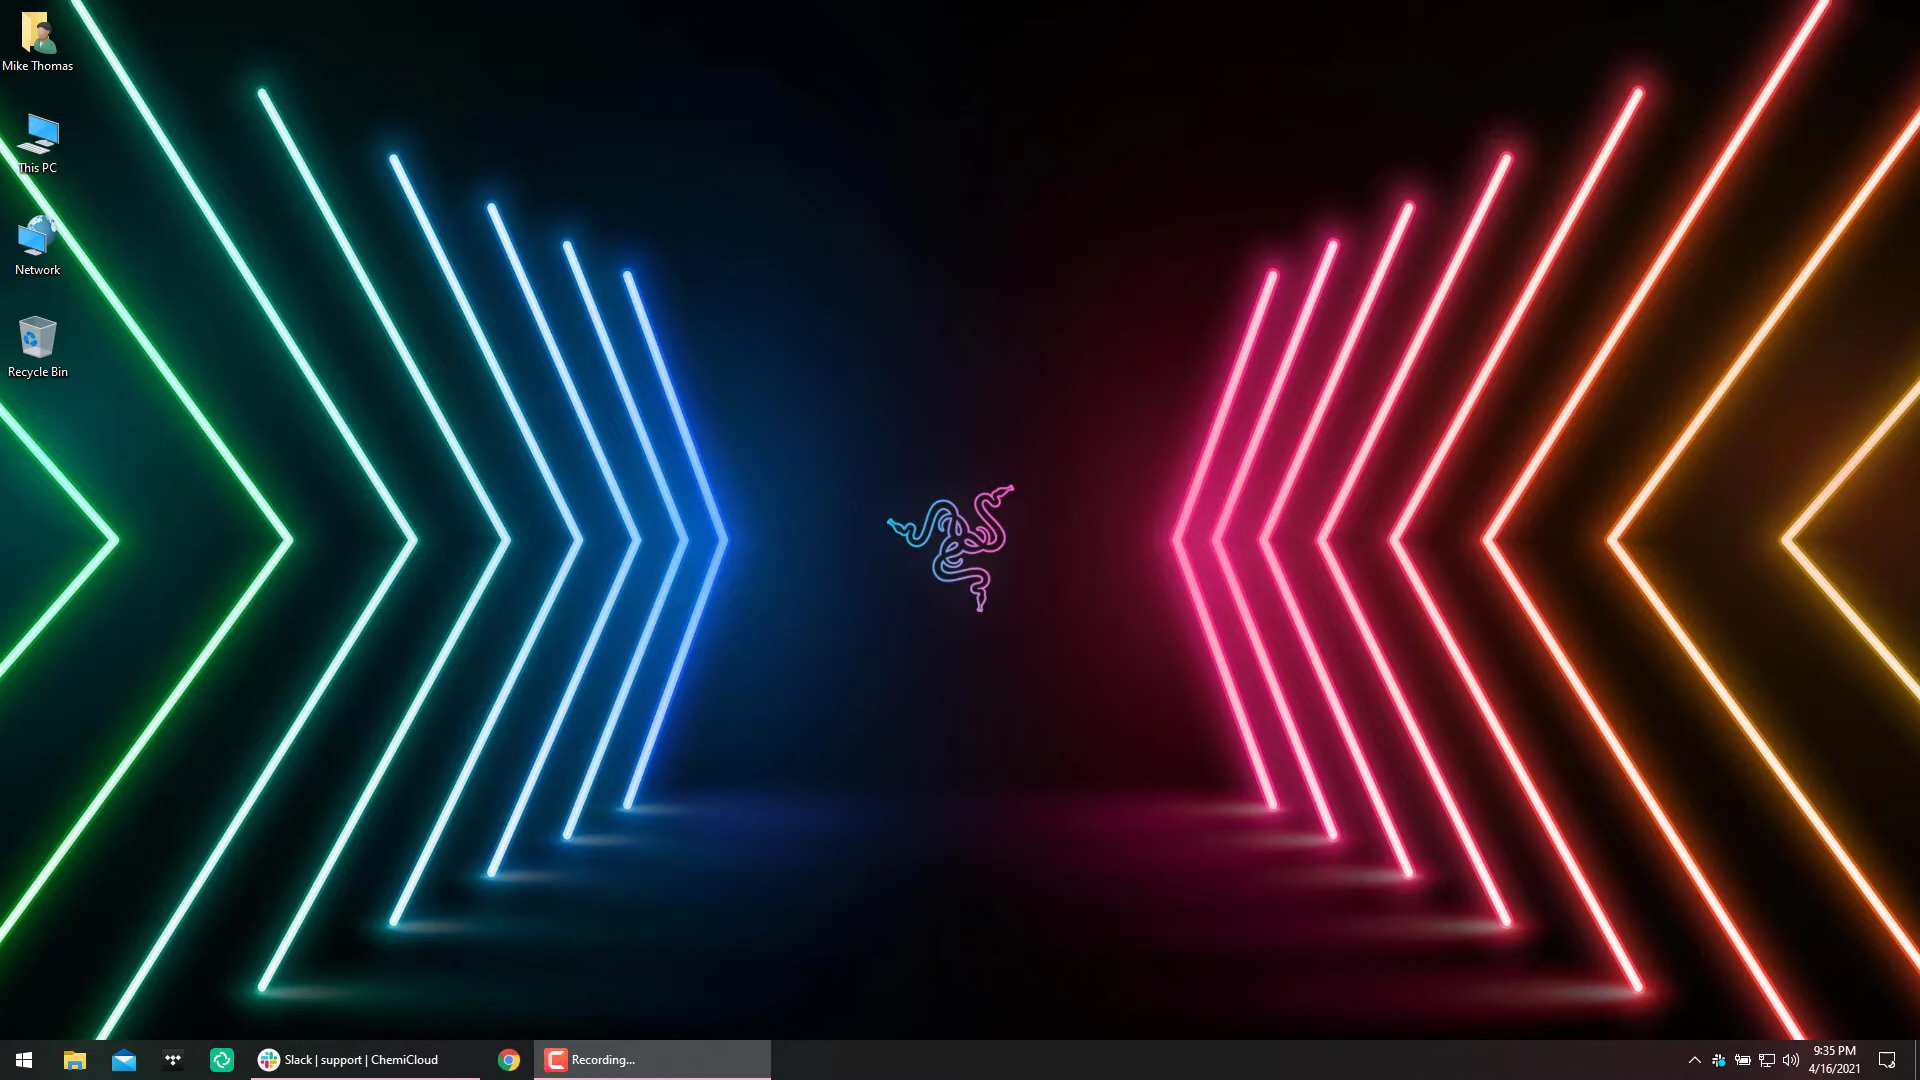 Mike Thomas
This PC
Network
Recycle Bin
Slack | support | ChemiCloud
Recording...
9:35 PM
4/16/2021